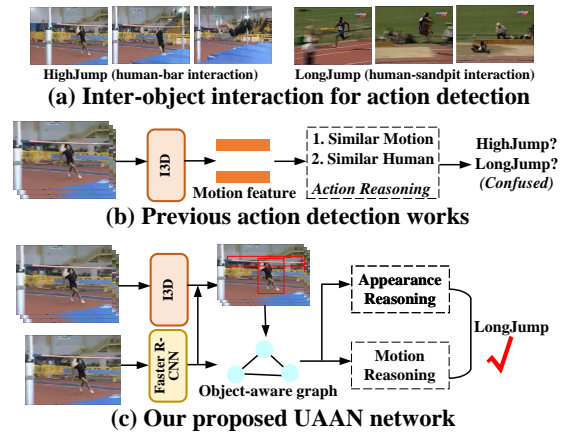 HighJump (human-bar interaction)
LongJump (human-sandpit interaction)
(a) Inter-object interaction for action detection
I3D
Motion feature
1. Similar Motion
2. Similar Human
Action Reasoning
HighJump?
LongJump?
(Confused)
(b) Previous action detection works
I3D
Faster R-
CNN
Object-aware graph
Appearance
Reasoning
Motion
Reasoning
LongJump
(c) Our proposed UAAN network